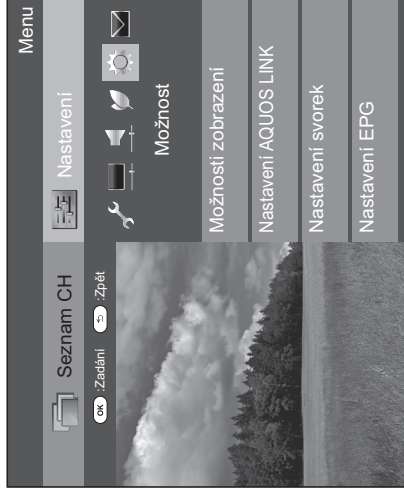 Menu
Seznam CH
Nastavení
OK :Zadání :Zpět
Možnost
Možnosti zobrazení
Nastavení AQUOS LINK
Nastavení svorek
Nastavení EPG